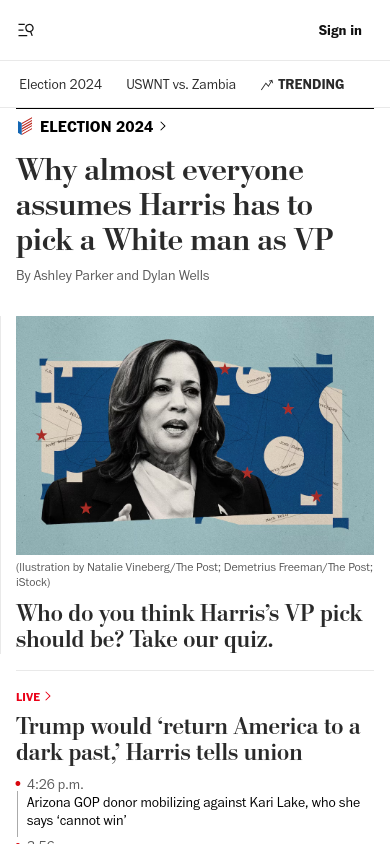 Sign in
Election 2024 USWNT vs. Zambia TRENDING
ELECTION 2024
Why almost everyone
assumes Harris has to
pick a White man as VP
By Ashley Parker and Dylan Wells
(Ilustration by Natalie Vineberg/The Post; Demetrius Freeman/The Post;
iStock)
Who do you think Harris’s VP pick
should be? Take our quiz.
LIVE
Trump would ‘return America to a
dark past,’ Harris tells union
4:26 p.m.
Arizona GOP donor mobilizing against Kari Lake, who she
says ‘cannot win’